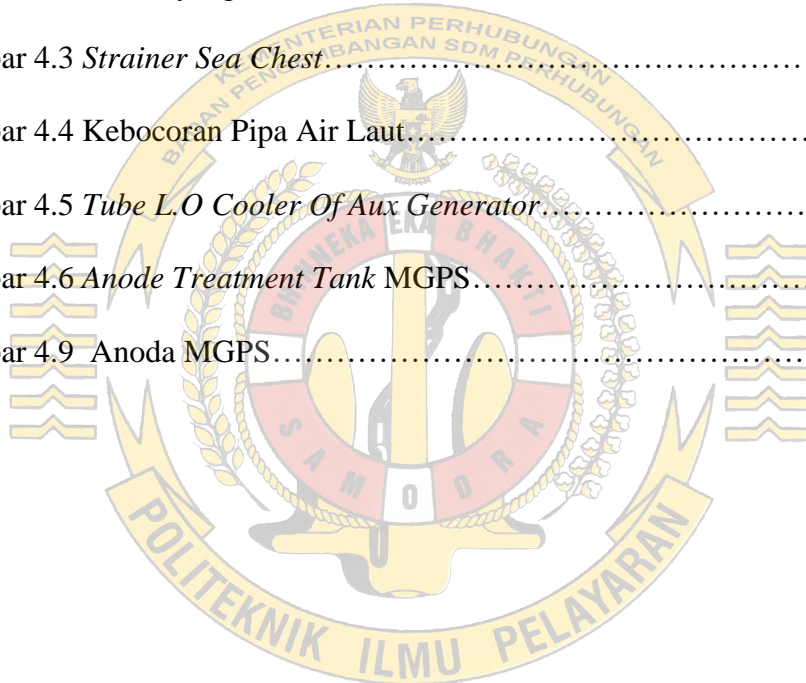 ar 4.3 Strainer Sea Chest……………………………………………
ar 4.4 Kebocoran Pipa Air Laut……………………………………
ar 4.5 Tube L.O Cooler Of Aux Generator………………………
ar 4.6 Anode Treatment Tank MGPS………………………………
ar 4.9 Anoda MGPS…………………………………………………
KEMENTERIAN PERHUBUNGAN
BADAN PENGEMBANGAN SDM PERHUBUNGAN
BHINEKA EKA BHAKTI
SAMODRA
POLITEKNIK ILMU PELAYARAN